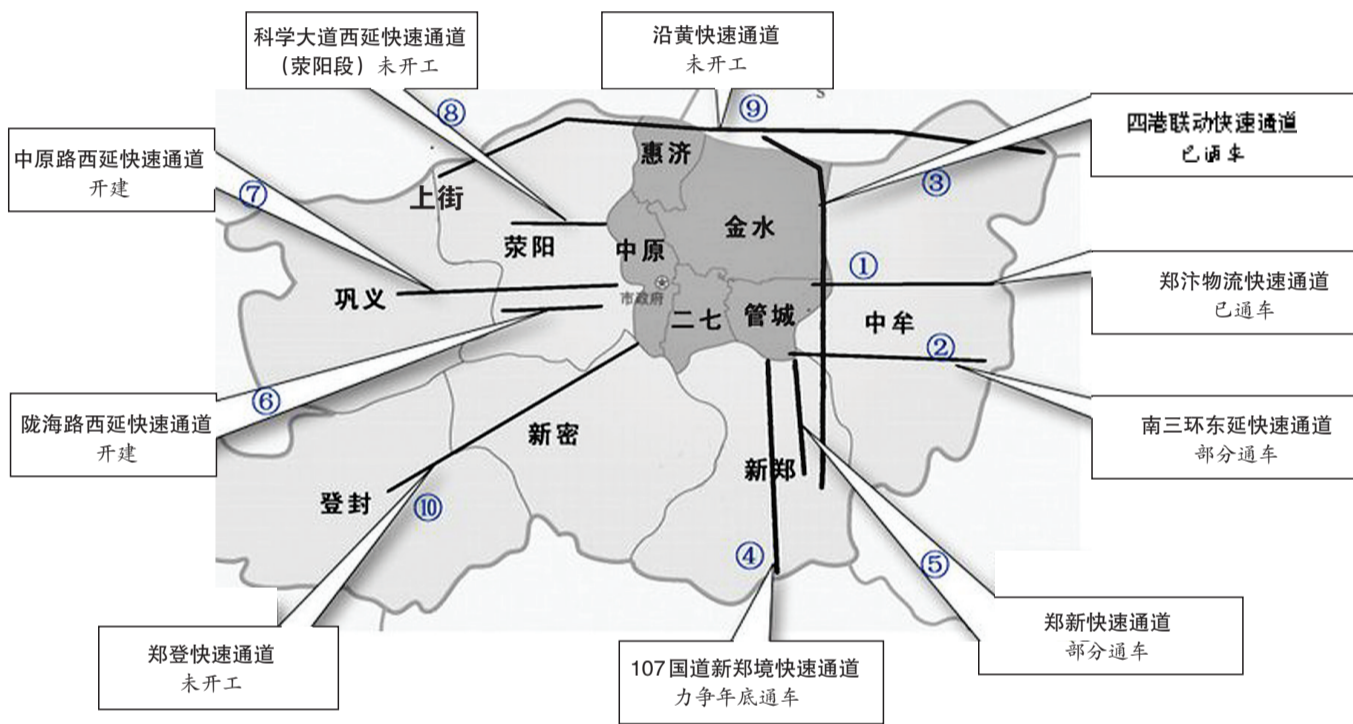 科学大道西延快速通道
（荥阳段）未开工
沿黄快速通道
未开工
⑧
⑨
S
四港联动快速通道
已通车
中原路西延快速通道
开建
⑦
惠济
③
上街
金水
荥阳
中原
①
郑汴物流快速通道
已通车
巩义
市政府
二七
管城
中牟
②
⑥
陇海路西延快速通道
开建
南三环东延快速通道
部分通车
新密
新郑
登封
⑩
④
⑤
郑登快速通道
未开工
107国道新郑境快速通道
力争年底通车
郑新快速通道
部分通车